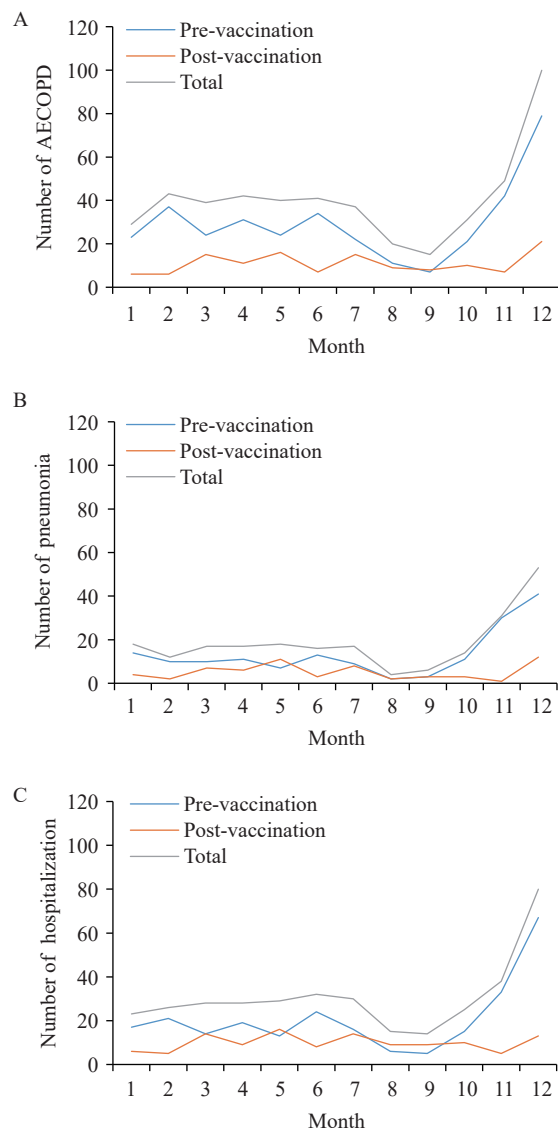 A
Number of AECOPD
120
100
80
60
40
20
0
Pre-vaccination
Post-vaccination
Total
1 2 3 4 5 6 7 8 9 10 11 12
Month
B
Number of pneumonia
120
100
80
60
40
20
0
Pre-vaccination
Post-vaccination
Total
1 2 3 4 5 6 7 8 9 10 11 12
Month
C
Number of hospitalization
120
100
80
60
40
20
0
Pre-vaccination
Post-vaccination
Total
1 2 3 4 5 6 7 8 9 10 11 12
Month